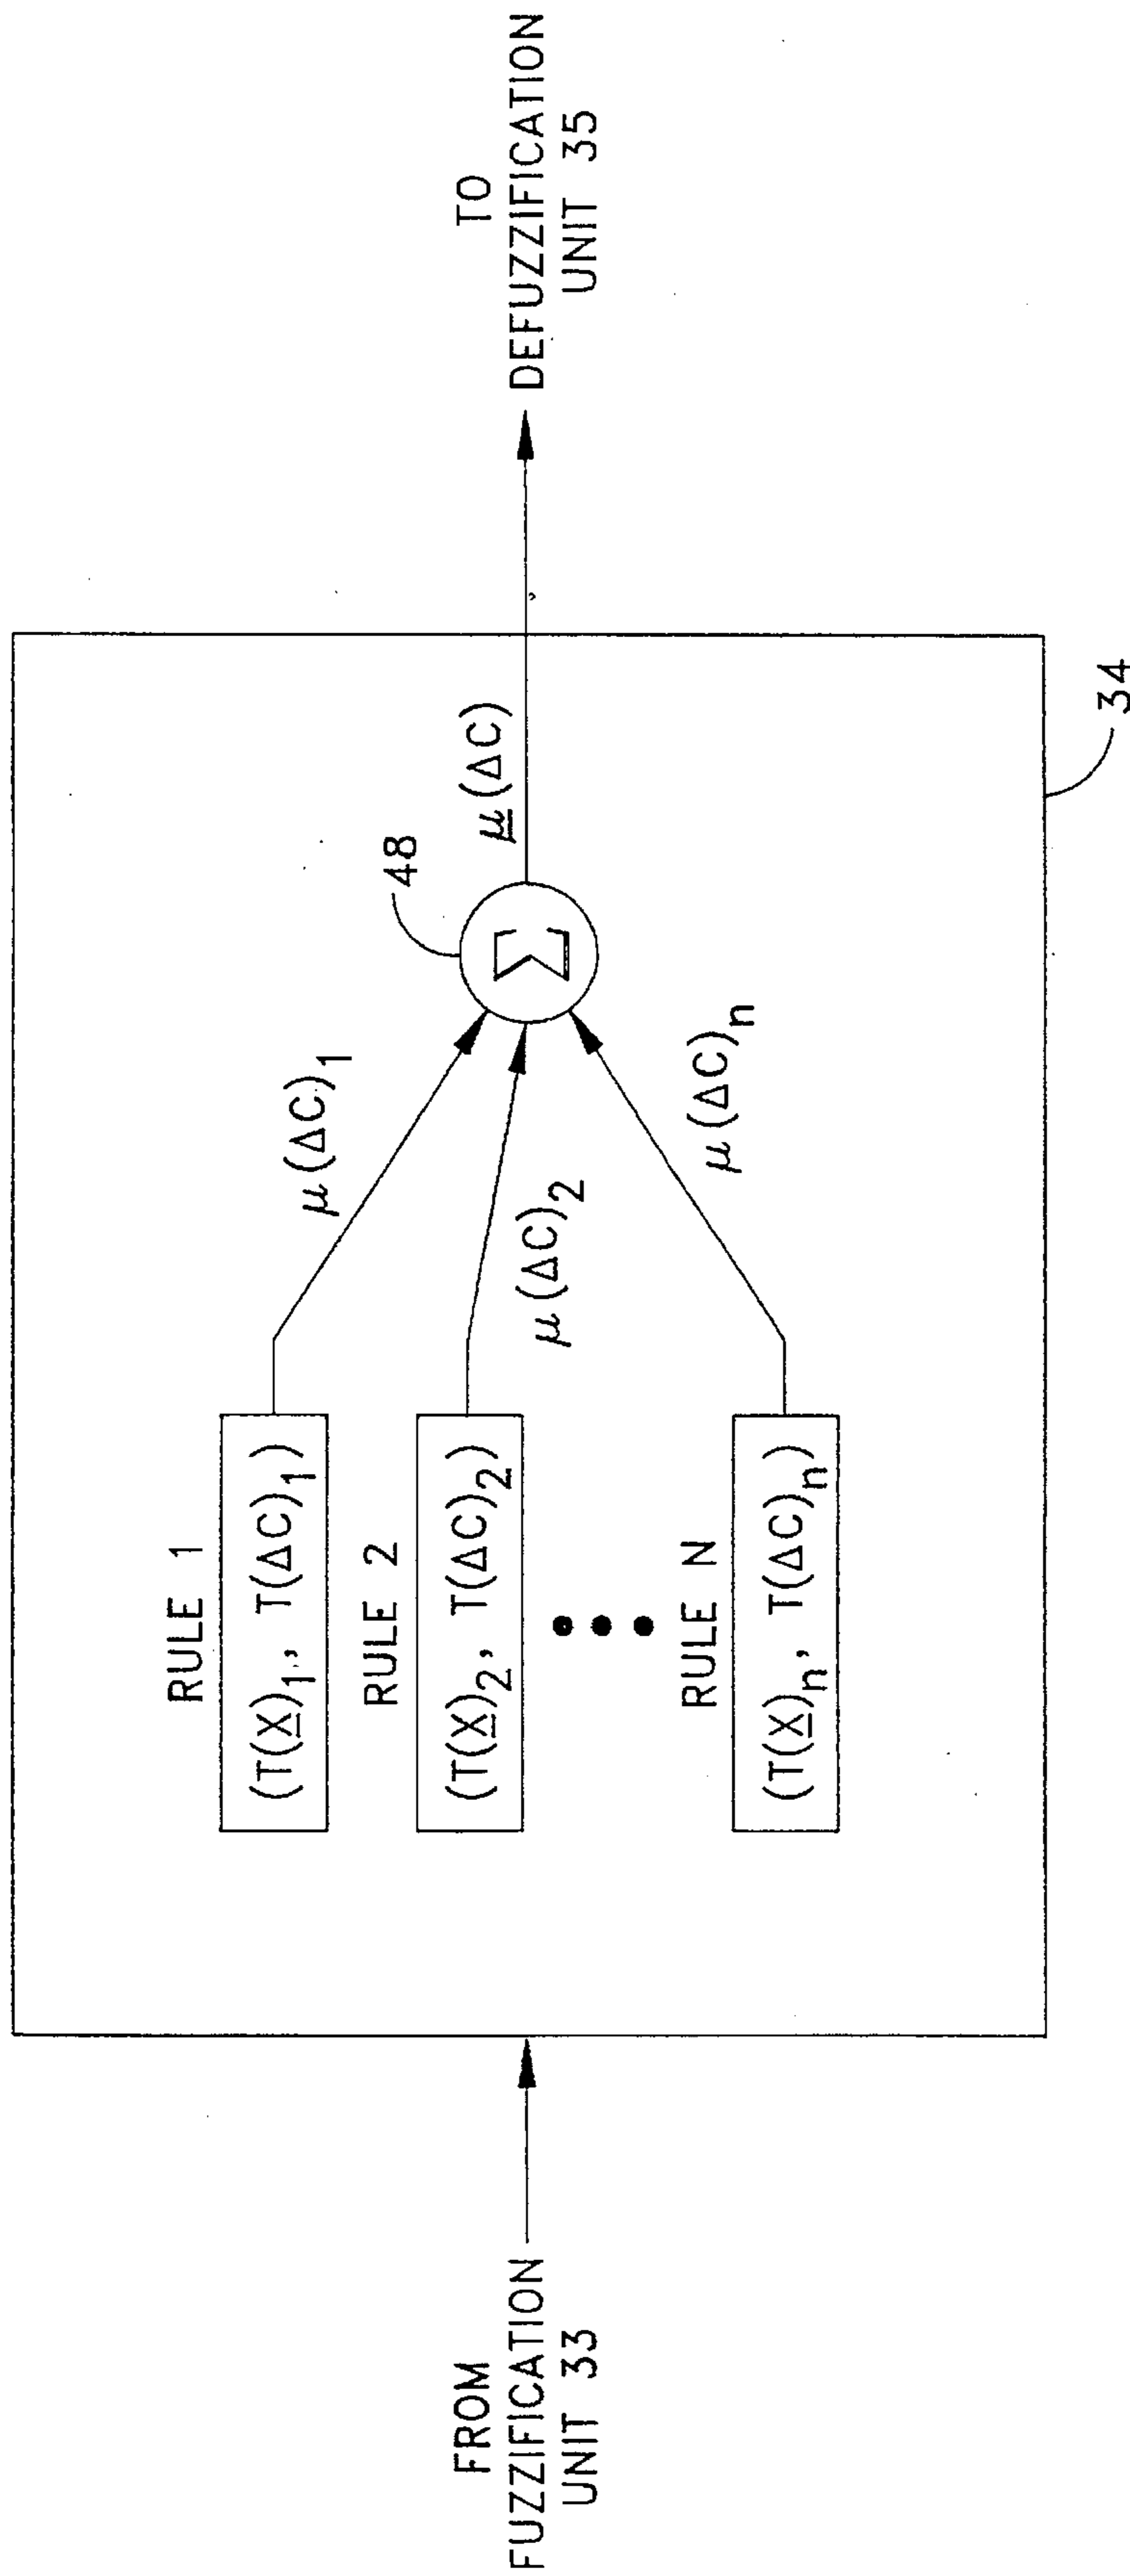 FROM
FUZZIFICATION
UNIT 33
RULE 1
(T(X)₁, T(ΔC)₁)
RULE 2
(T(X)₂, T(ΔC)₂)
RULE N
(T(X)ₙ, T(ΔC)ₙ)
μ(ΔC)₁
μ(ΔC)₂
μ(ΔC)ₙ
Σ
48
μ(ΔC)
34
TO
DEFUZZIFICATION
UNIT 35